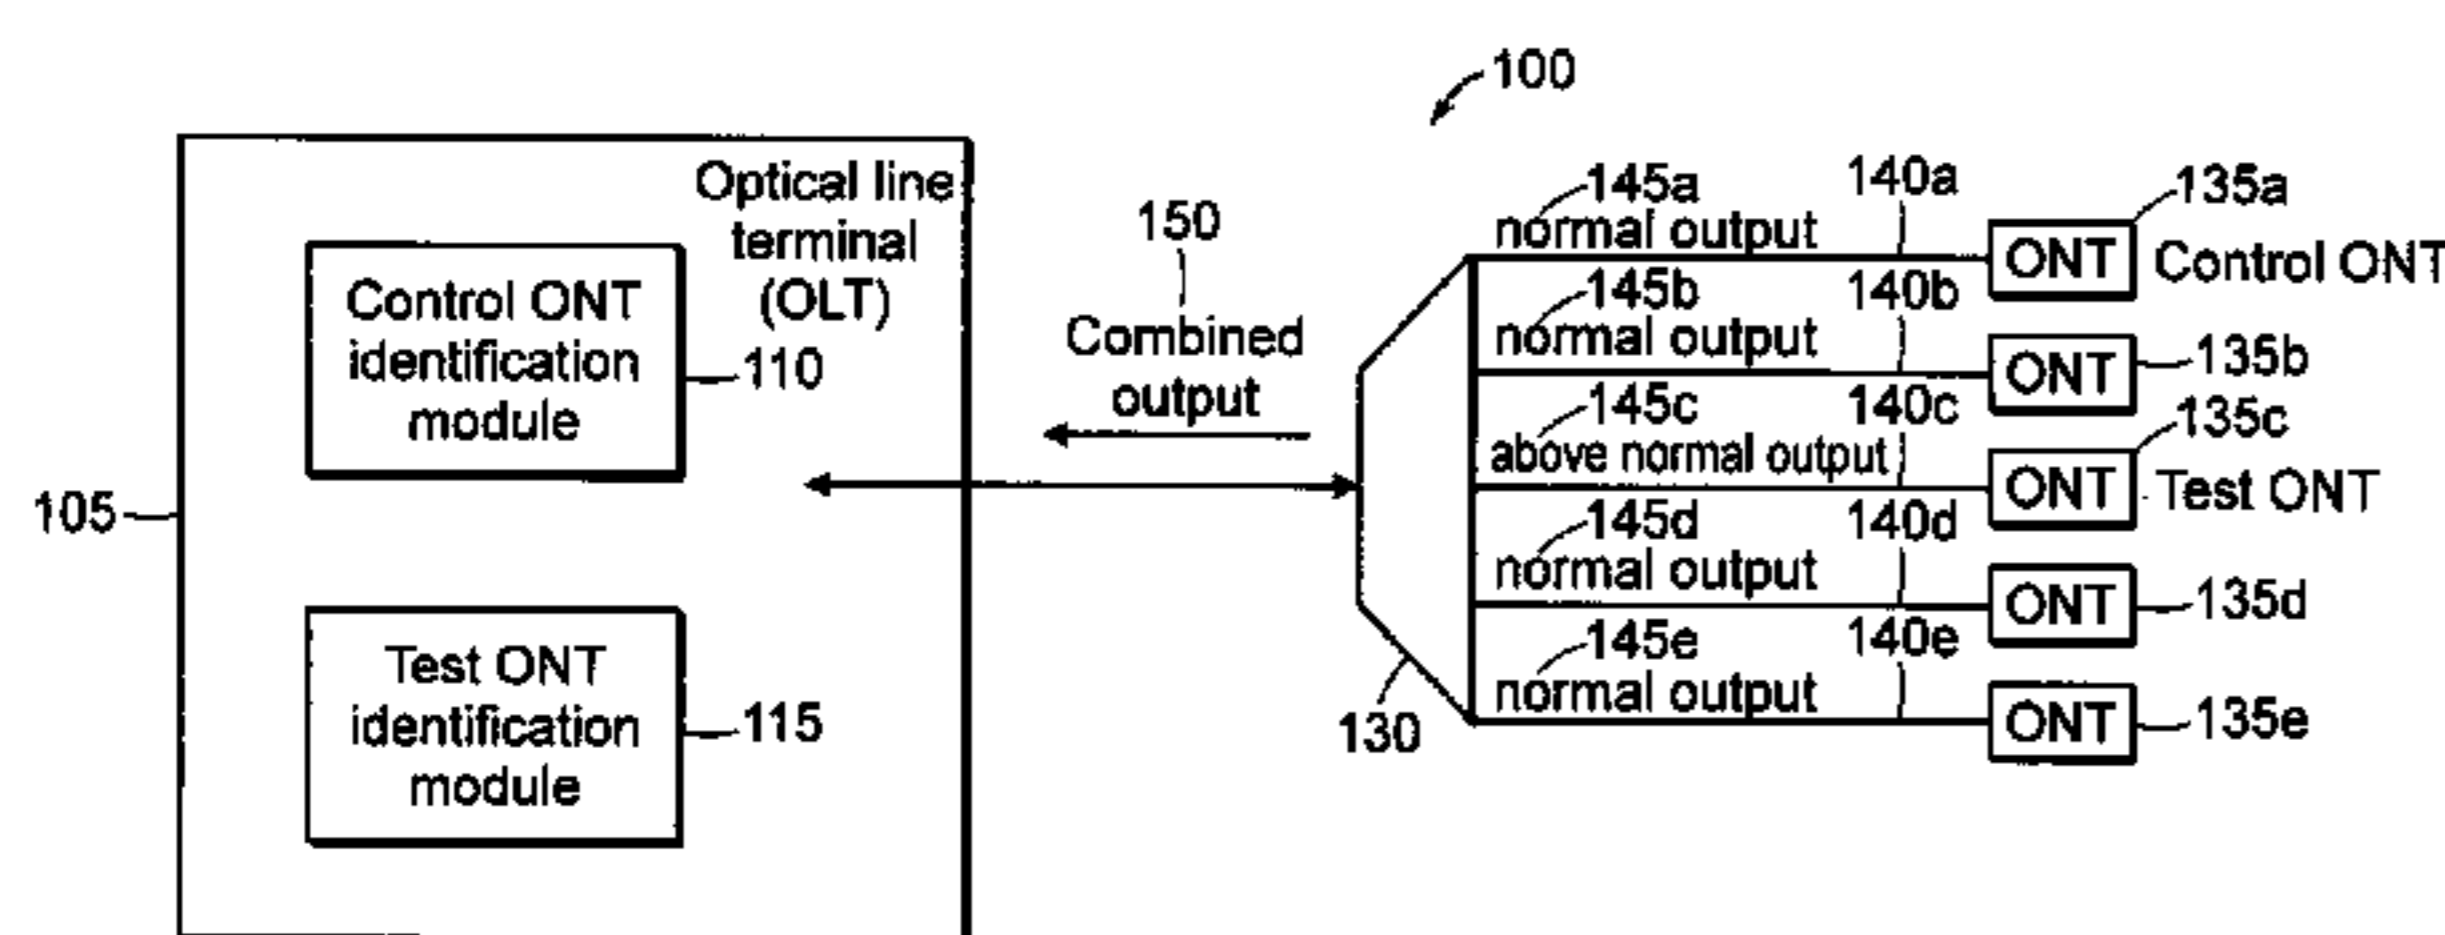 100
Optical line
terminal
(OLT)
Control ONT
identification
module
110
105
Test ONT
identification
module
115
150
Combined
output
130
145a
normal output
140a
ONT
135a
Control ONT
145b
normal output
140b
ONT
135b
145c
above normal output
140c
ONT
135c
Test ONT
145d
normal output
140d
ONT
135d
145e
normal output
140e
ONT
135e